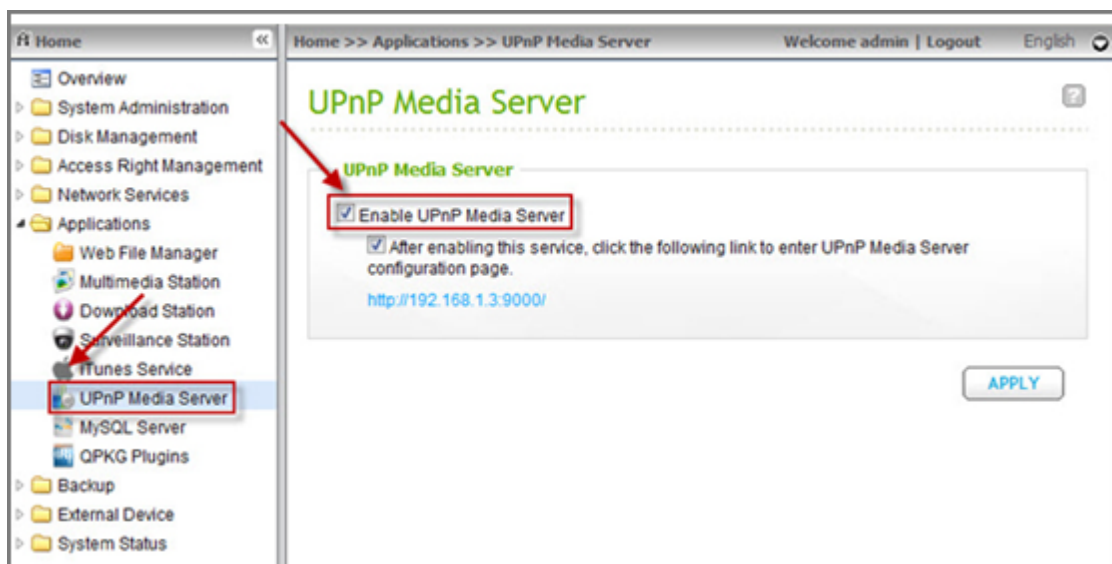 Home
Home >> Applications >> UPnP Media Server
Welcome admin | Logout
English
Overview
System Administration
Disk Management
Access Right Management
Network Services
Applications
Web File Manager
Multimedia Station
Download Station
Surveillance Station
iTunes Service
UPnP Media Server
MySQL Server
QPKG Plugins
Backup
External Device
System Status
UPnP Media Server
UPnP Media Server
Enable UPnP Media Server
After enabling this service, click the following link to enter UPnP Media Server
configuration page.
http://192.168.1.3:9000/
APPLY